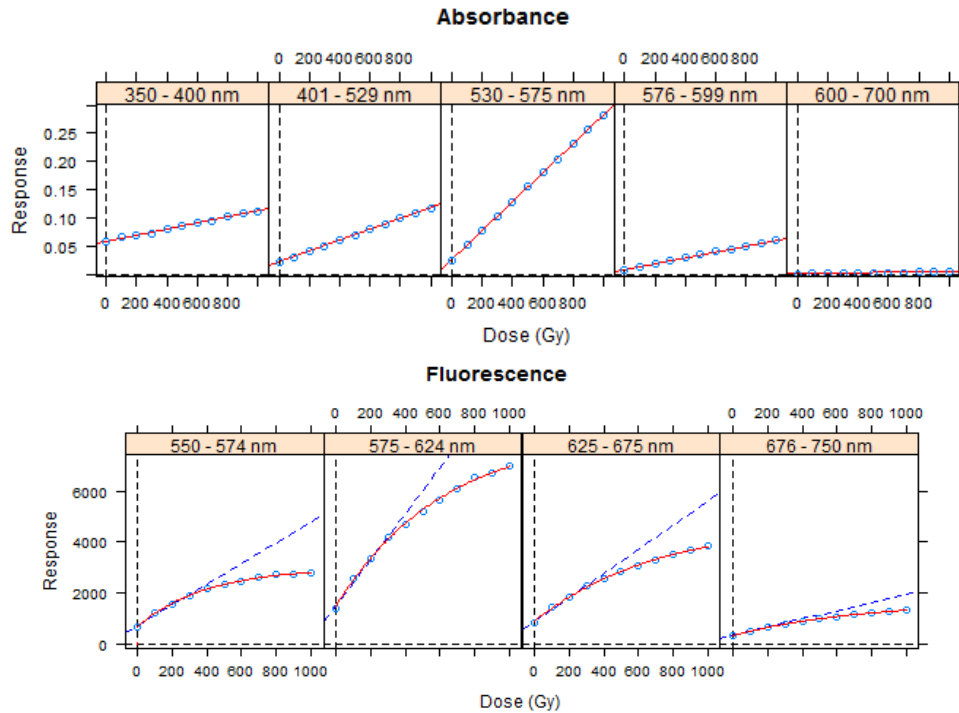 Absorbance
0 200 400 600 800 0 200 400 600 800
350 - 400 nm 401 - 529 nm 530 - 575 nm 576 - 599 nm 600 - 700 nm
0.25
0.20
0.15
0.10
0.05
Response
0 200 400 600 800 0 200 400 600 800 0 200 400 600 800
Dose (Gy)
Fluorescence
0 200 400 600 800 1000 0 200 400 600 800 1000
550 - 574 nm 575 - 624 nm 625 - 675 nm 676 - 750 nm
6000
4000
2000
0
Response
0 200 400 600 800 1000 0 200 400 600 800 1000
Dose (Gy)